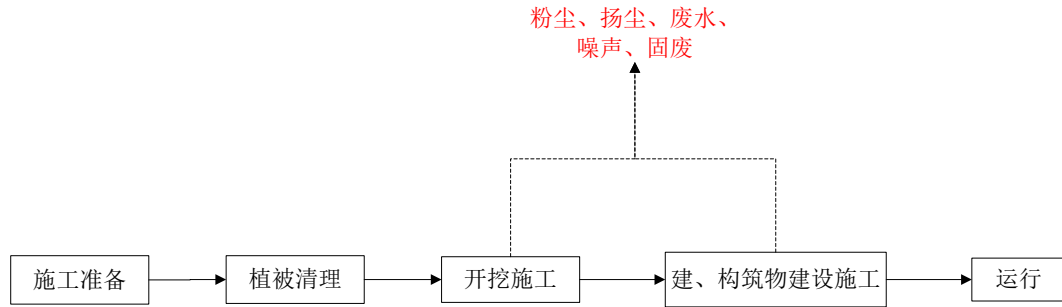 粉尘、扬尘、废水、
噪声、固废
施工准备
植被清理
开挖施工
建、构筑物建设施工
运行